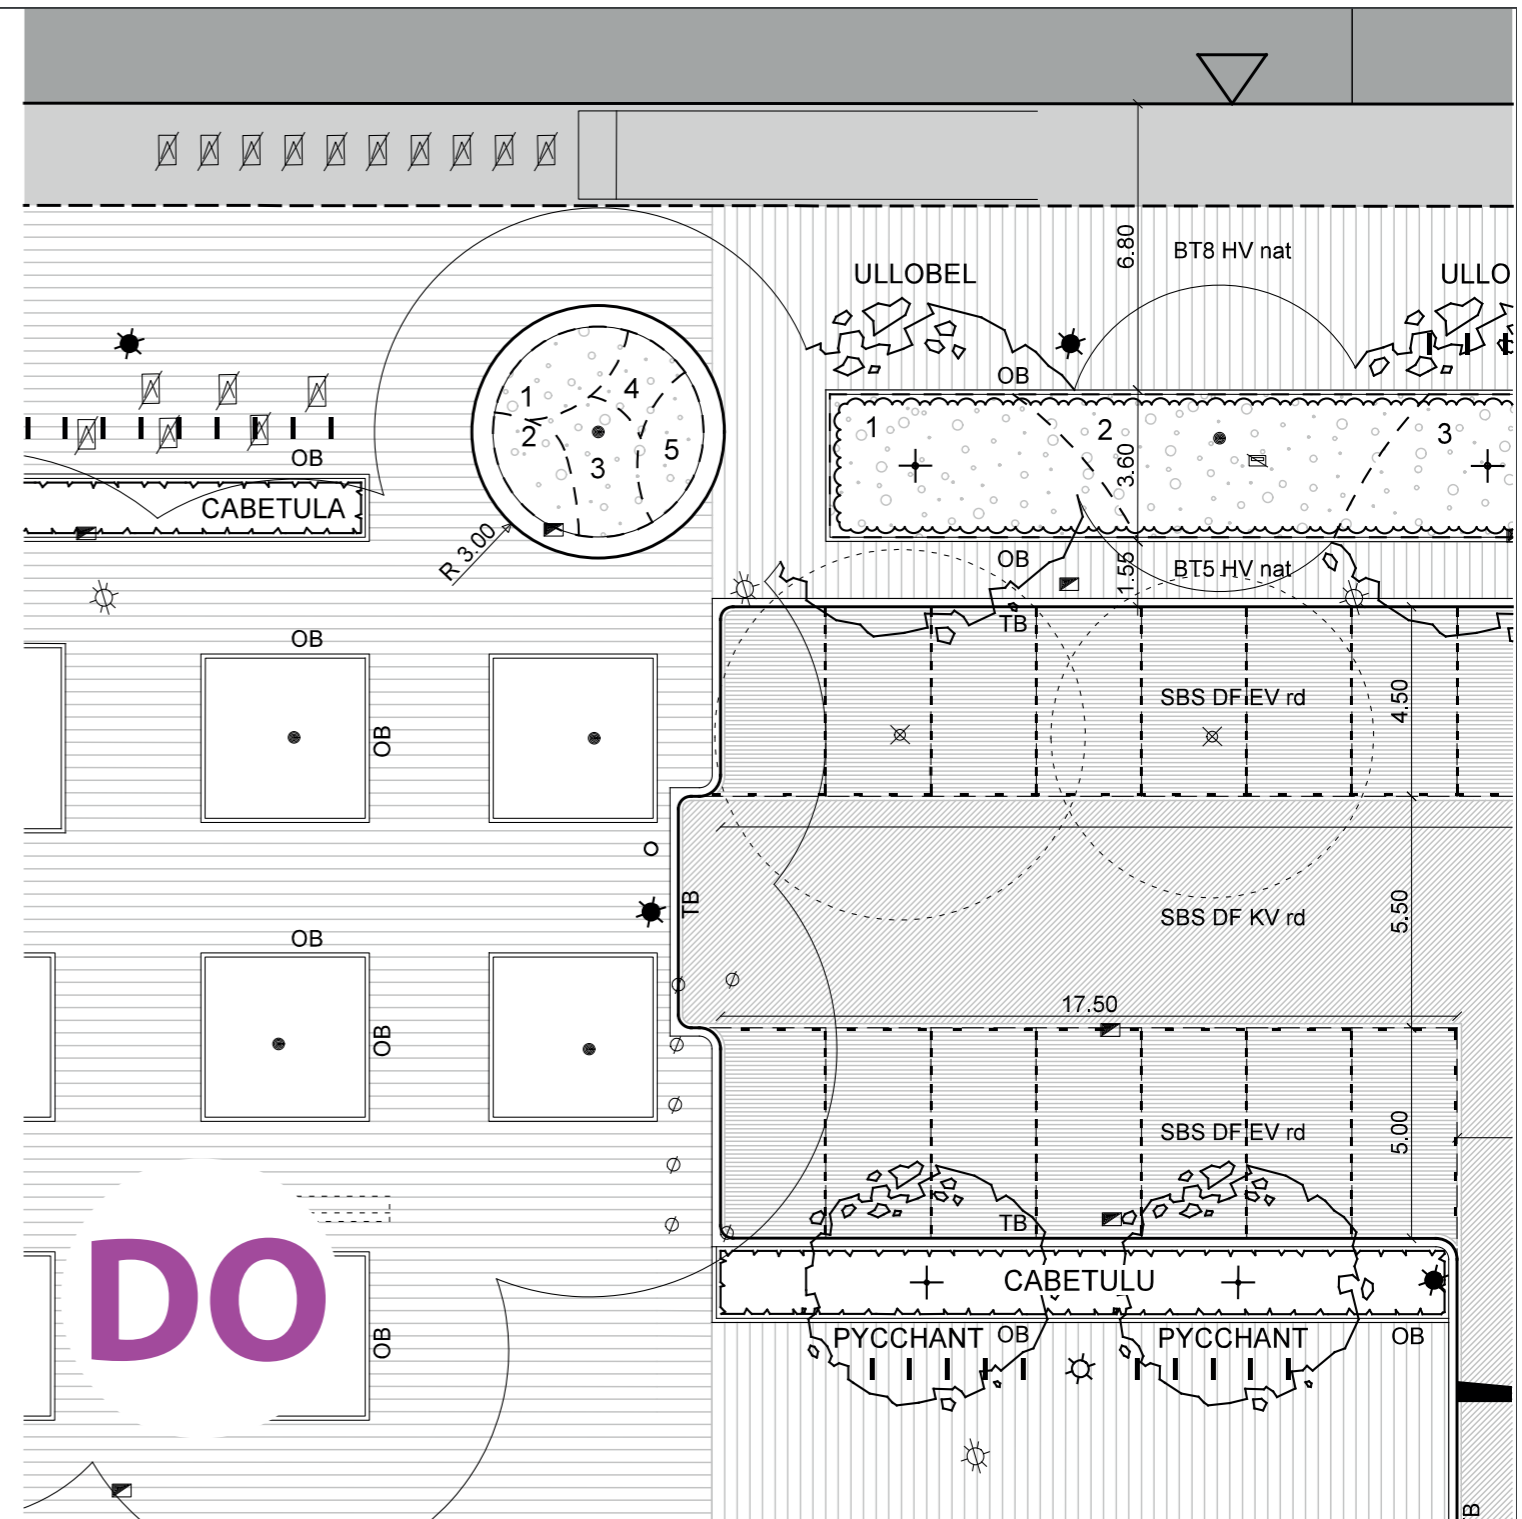 6.80
BT8 HV nat
ULLOBEL
ULLO
OB
1
4
2
5
3
1
2
3
3.60
OB
CABETULA
R 3.00
OB
BT5 HV nat
1.55
TB
OB
OB
SBS DF EV rd
4.50
TB
SBS DF KV rd
5.50
OB
17.50
OB
SBS DF EV rd
5.00
TB
DO
OB
CABETULU
PYCCHANT
OB
PYCCHANT
OB